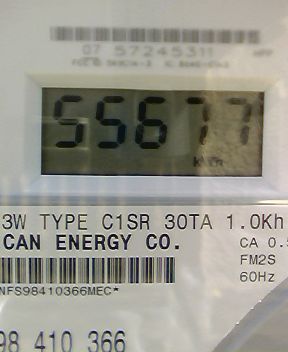 07 57245311
55677
kWh
3W TYPE C1SR 30TA 1.0Kh
CAN ENERGY CO.
CA 0.5
FM2S
60Hz
NFS98410366MEC*
98 410 366